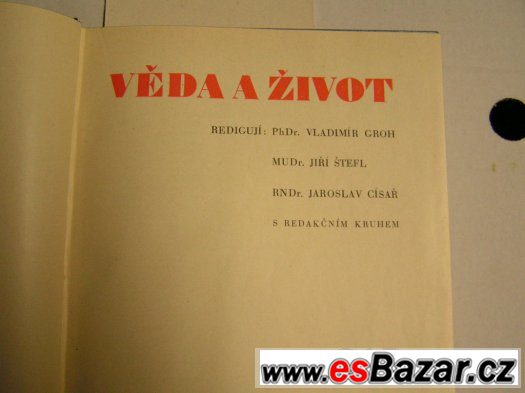 VĚDA A ŽIVOT
REDIGUJÍ: PhDr. VLADIMÍR GROH
MUDr. JIŘÍ ŠTEFL
RNDr. JAROSLAV CÍSAŘ
S REDAKČNÍM KRUHEM
www.esBazar.cz